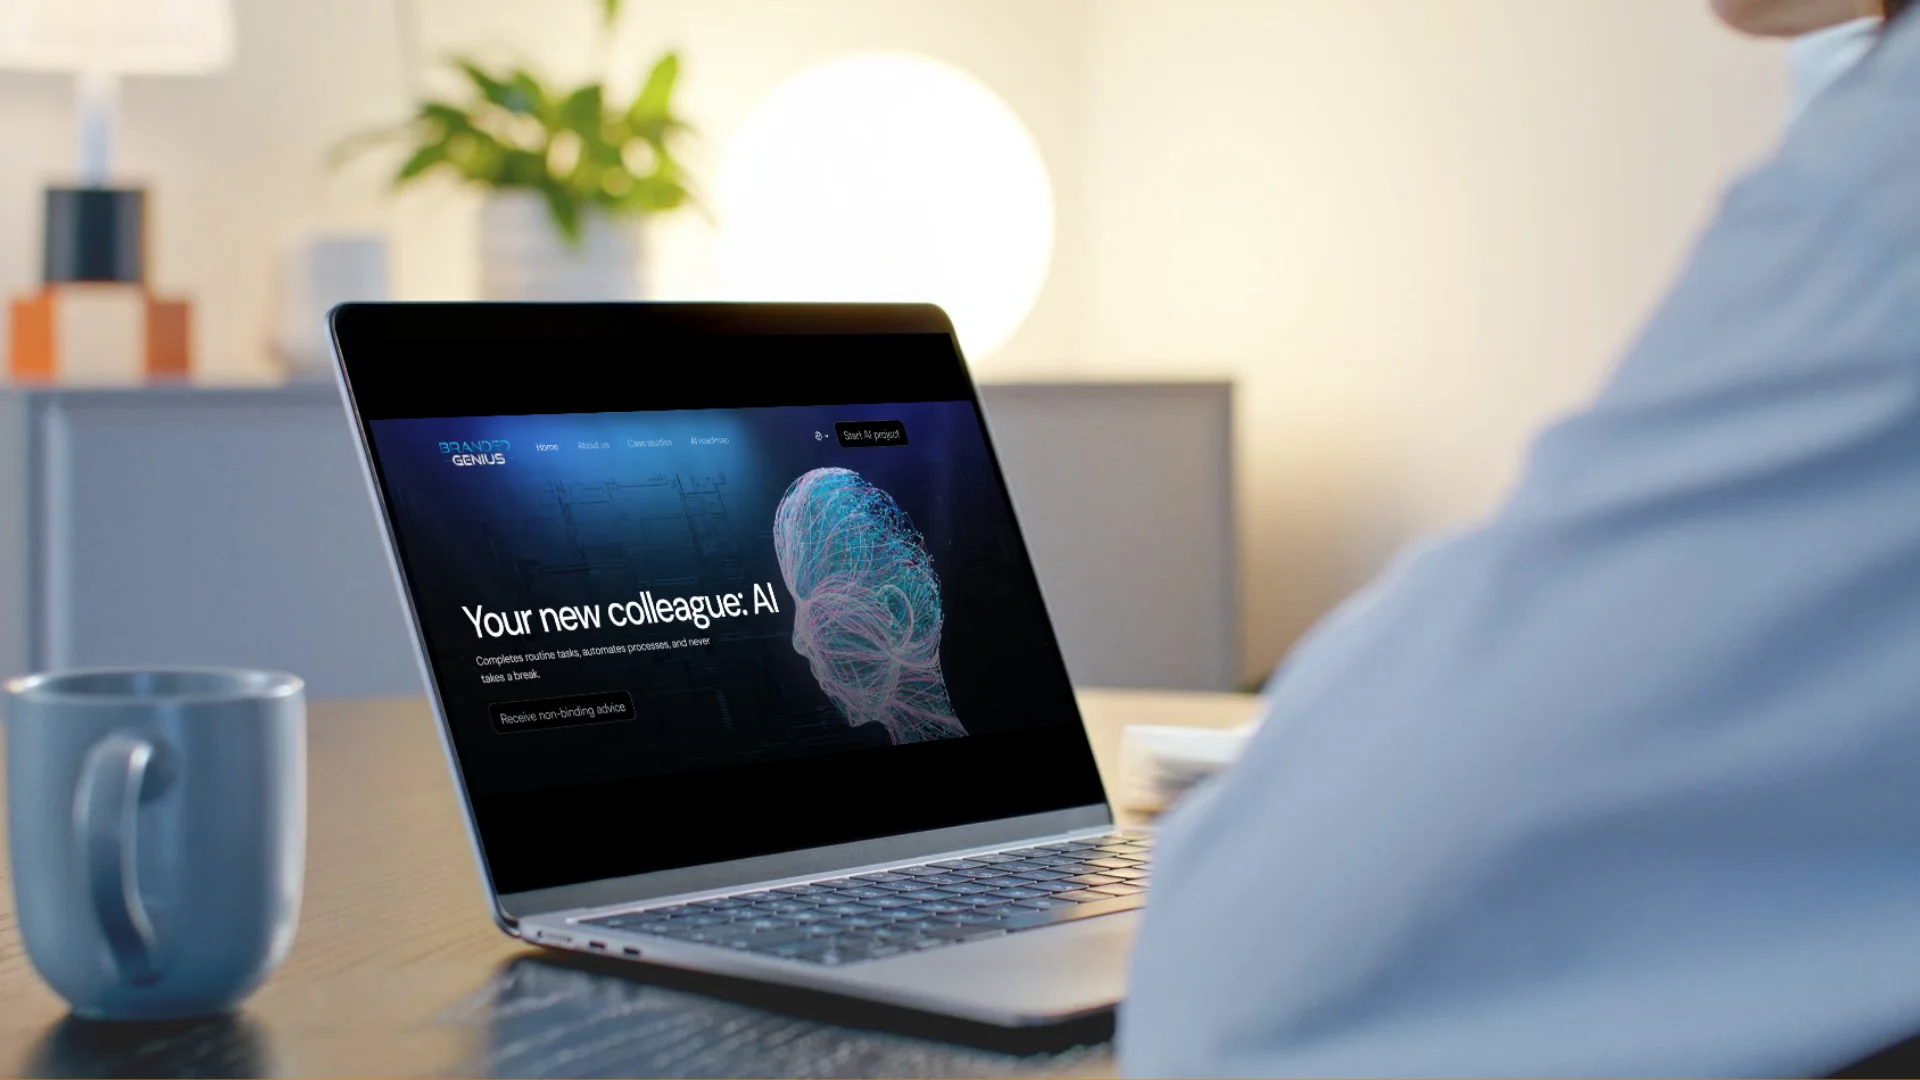 BRANDED
GENIUS
Home About us Case studies AI roadmap
Start AI project
Your new colleague: AI
Completes routine tasks, automates processes, and never
takes a break.
Receive non-binding advice